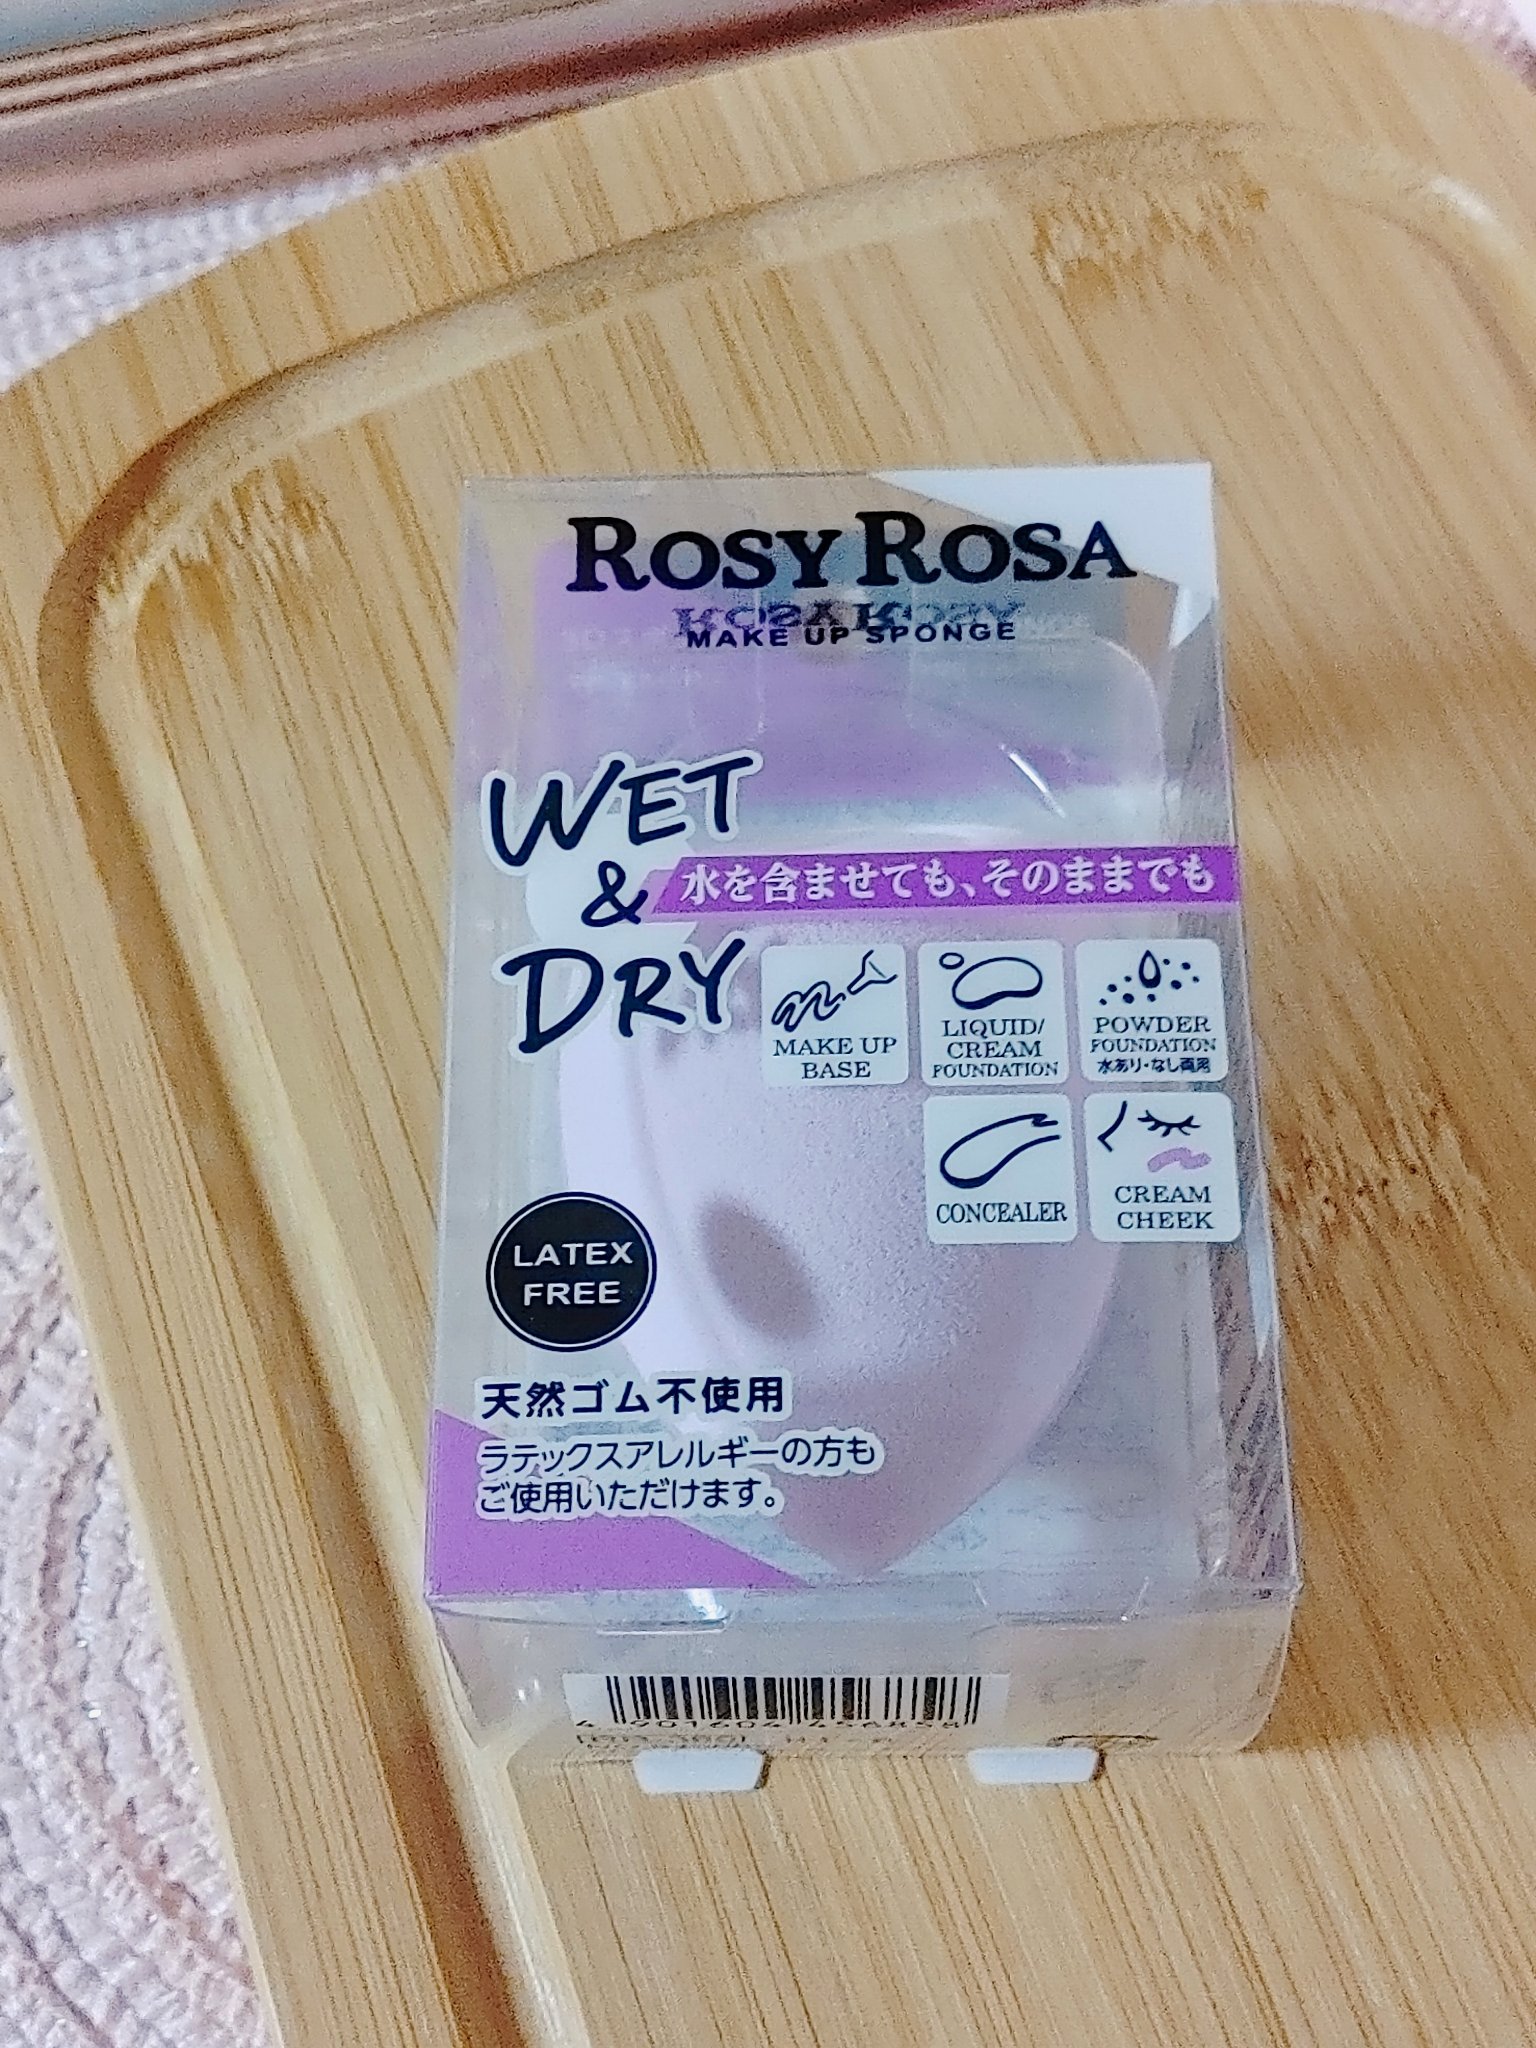 ROSY ROSA
MAKE UP SPONGE
WET
&
DRY
水を含ませても、そのままでも
MAKE UP
BASE
LIQUID/
CREAM
FOUNDATION
POWDER
FOUNDATION
水あり・なし両用
CONCEALER
CREAM
CHEEK
LATEX
FREE
天然ゴム不使用
ラテックスアレルギーの方も
ご使用いただけます。
4 901604 456858